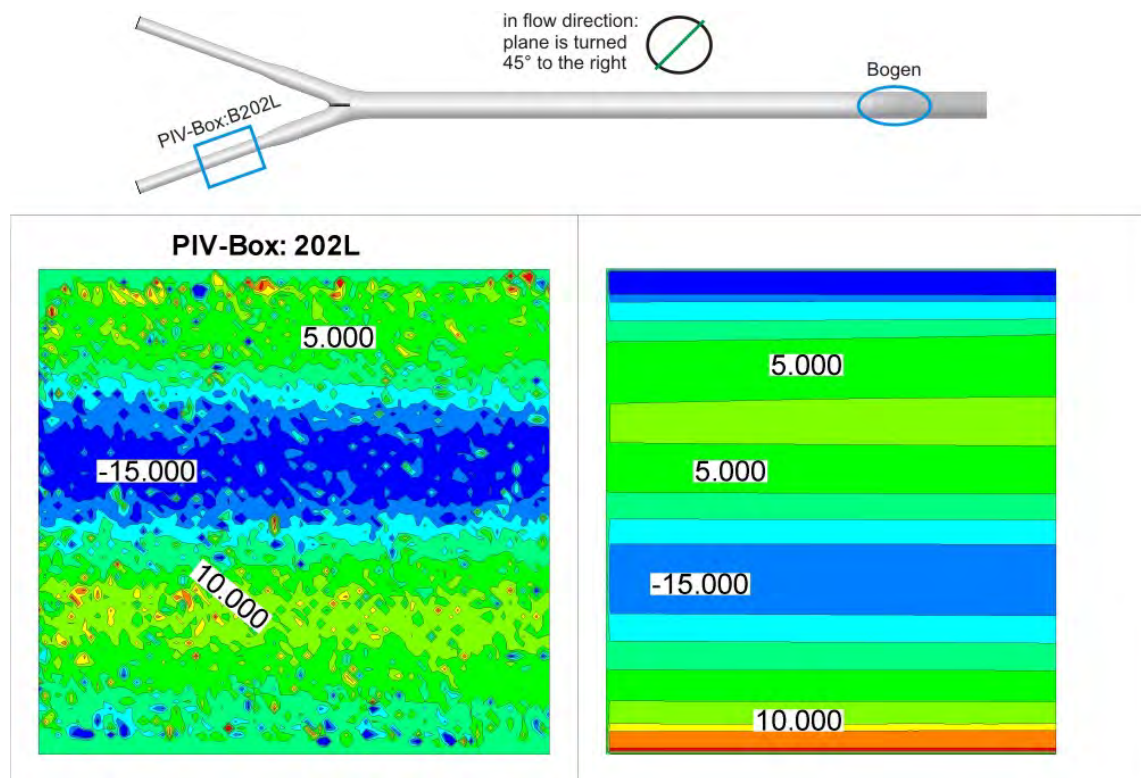 in flow direction:
plane is turned
45° to the right
Bogen
PIV-Box:B202L
PIV-Box: 202L
5.000
-15.000
10.000
5.000
5.000
-15.000
10.000